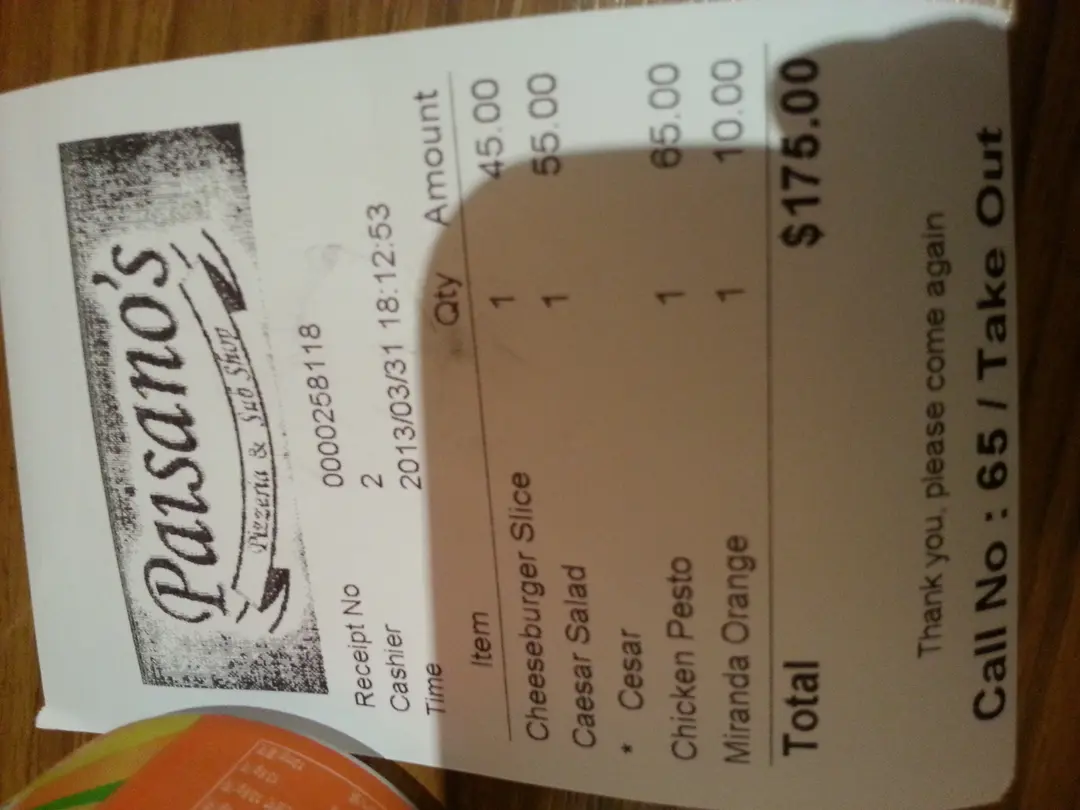 Paisano's
Pizzeria & Sub Shop
Receipt No 0000258118
Cashier 2
Time 2013/03/31 18:12:53
Item Qty Amount
Cheeseburger Slice 1 45.00
Caesar Salad 1 55.00
* Cesar
Chicken Pesto 1 65.00
Miranda Orange 1 10.00
Total $175.00
Thank you, please come again
Call No : 65 / Take Out